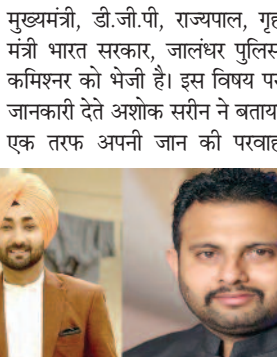 मुख्यमंत्री, डी.जी.पी, राज्यपाल, गृह
मंत्री भारत सरकार, जालंधर पुलिस
कमिश्नर को भेजी है। इस विषय पर
जानकारी देते अशोक सरीन ने बताया
एक तरफ अपनी जान की परवाह